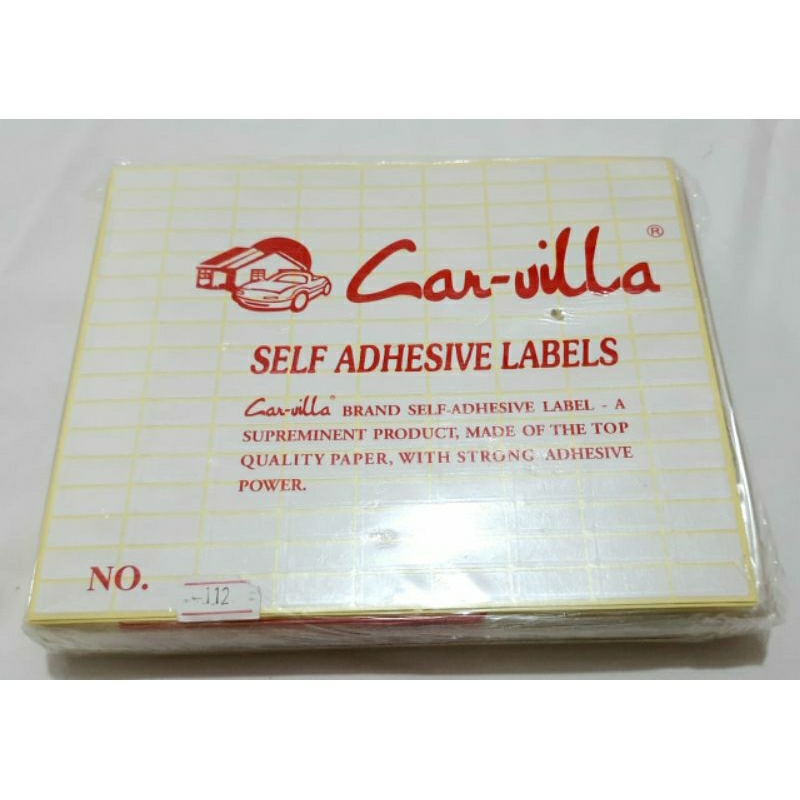 Car-villa ®
SELF ADHESIVE LABELS
Car-villa® BRAND SELF-ADHESIVE LABEL - A
SUPREMINENT PRODUCT, MADE OF THE TOP
QUALITY PAPER, WITH STRONG ADHESIVE
POWER.
NO. 112